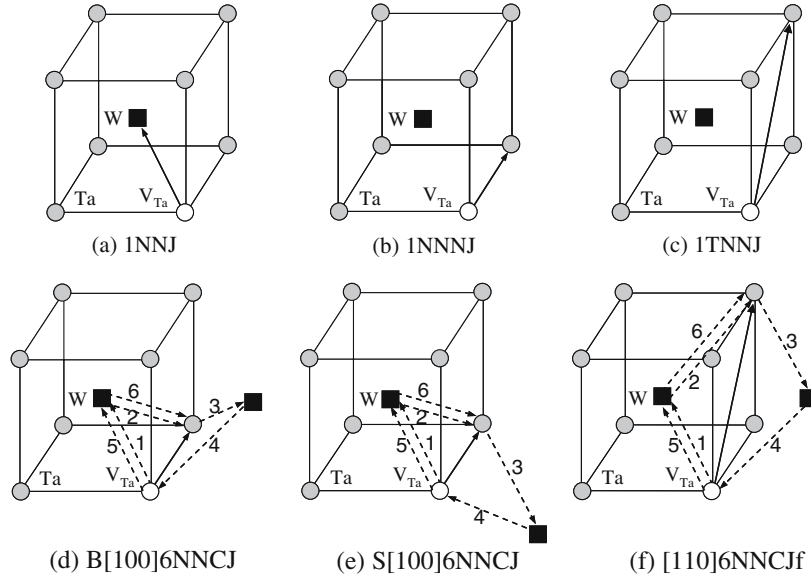 W
Ta
V_Ta
(a) 1NNJ
W
Ta
V_Ta
(b) 1NNNJ
W
Ta
V_Ta
(c) 1TNNJ
W
6
2
3
5
1
4
Ta
V_Ta
(d) B[100]6NNCJ
W
6
2
5
1
3
4
Ta
V_Ta
(e) S[100]6NNCJ
6
2
3
W
5
1
4
Ta
V_Ta
(f) [110]6NNCJf